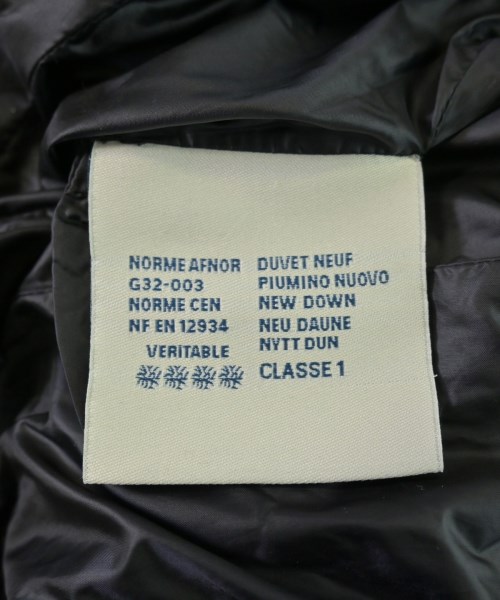 NORME AFNOR
G32-003
NORME CEN
NF EN 12934
VERITABLE
DUVET NEUF
PIUMINO NUOVO
NEW DOWN
NEU DAUNE
NYTT DUN
CLASSE 1